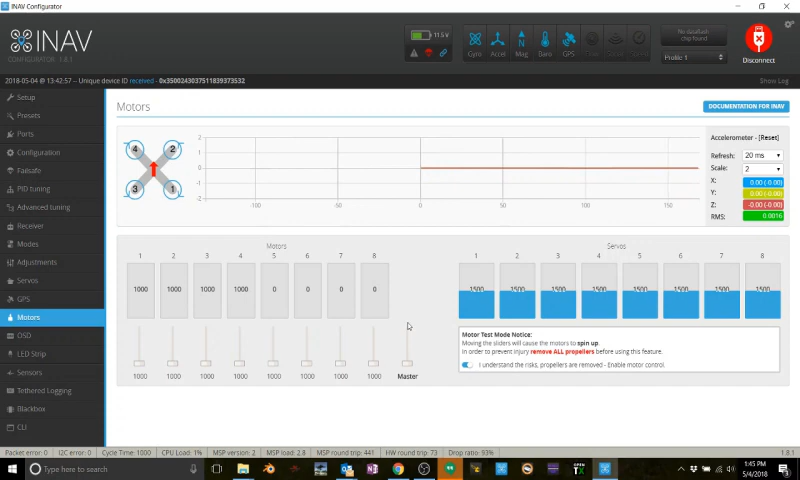 INAV Configurator
INAV
CONFIGURATOR 1.8.1
11.5 V
Gyro Accel Mag Baro GPS
No dataflash
chip found
Profile 1
Disconnect
2018-05-04 @ 13:42:57 - Unique device ID received - 0x3500243037511839373532
Show Log
Setup
Presets
Ports
Configuration
Failsafe
PID tuning
Advanced tuning
Receiver
Modes
Adjustments
Servos
GPS
Motors
OSD
LED Strip
Sensors
Tethered Logging
Blackbox
CLI
Motors
DOCUMENTATION FOR INAV
4 2
3 1
2
1
0
-1
-2
-100 -50 0 50 100 150
Accelerometer - [Reset]
Refresh: 20 ms
Scale: 2
X: 0.00 (-0.00)
Y: 0.00 (-0.00)
Z: -0.00 (-0.00)
RMS: 0.0016
Motors
1 2 3 4 5 6 7 8
1000 1000 1000 1000 0 0 0 0
1000 1000 1000 1000 1000 1000 1000 1000 Master
Servos
1 2 3 4 5 6 7 8
1500 1500 1500 1500 1500 1500 1500 1500
Motor Test Mode Notice:
Moving the sliders will cause the motors to spin up.
In order to prevent injury remove ALL propellers before using this feature.
I understand the risks, propellers are removed - Enable motor control.
Packet error: 0 I2C error: 0 Cycle Time: 1000 CPU Load: 1% MSP version: 2 MSP load: 2.8 MSP round trip: 441 HW round trip: 73 Drop ratio: 93% 1.8.1
Type here to search
OPEN
TX
1:45 PM
5/4/2018